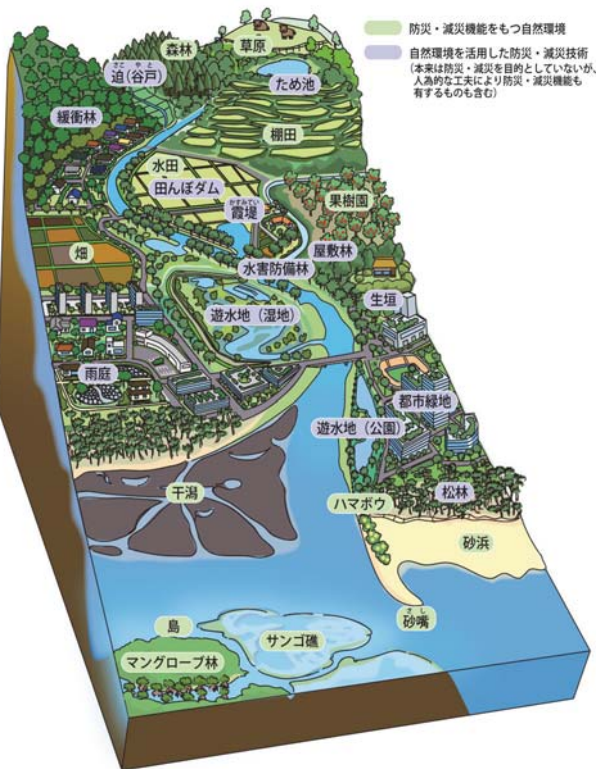 防災・減災機能をもつ自然環境
自然環境を活用した防災・減災技術
(本来は防災・減災を目的としていないが、
人為的な工夫により防災・減災機能も
有するものも含む)
森林
草原
さこ やと
迫(谷戸)
ため池
緩衝林
棚田
水田
田んぼダム
果樹園
かすみてい
霞堤
畑
屋敷林
水害防備林
生垣
遊水地(湿地)
雨庭
都市緑地
遊水地(公園)
干潟
ハマボウ
松林
砂浜
さし
砂嘴
島
サンゴ礁
マングローブ林